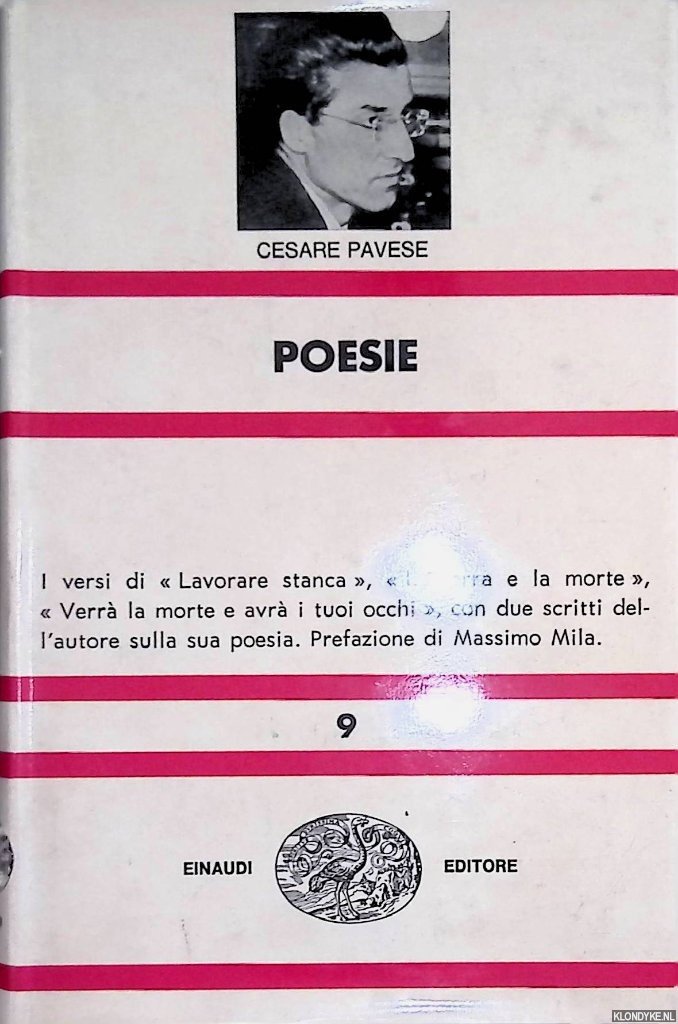 CESARE PAVESE
POESIE
I versi di « Lavorare stanca », « e la morte »,
« Verrà la morte e avrà i tuoi occhi », con due scritti del-
l'autore sulla sua poesia. Prefazione di Massimo Mila.
9
EINAUDI EDITORE
KLONDYKE.NL